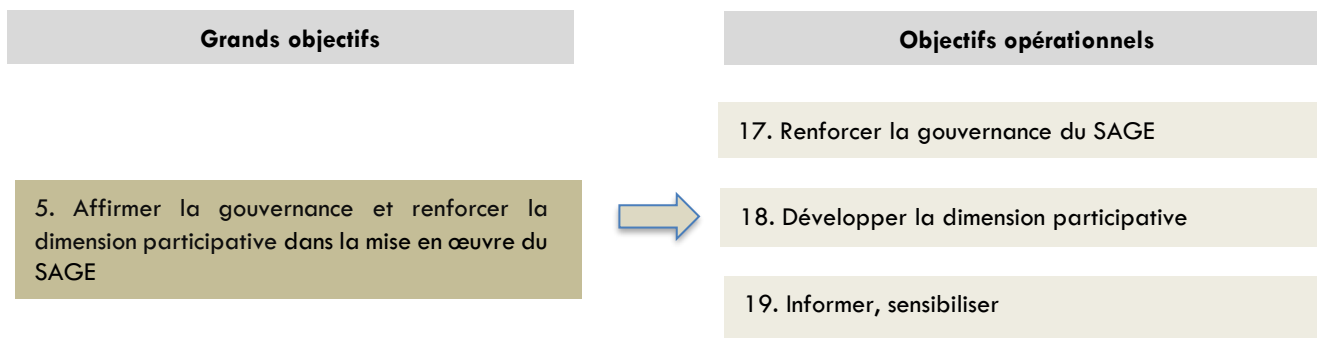 Grands objectifs
Objectifs opérationnels
5. Affirmer la gouvernance et renforcer la
dimension participative dans la mise en œuvre du
SAGE
17. Renforcer la gouvernance du SAGE
18. Développer la dimension participative
19. Informer, sensibiliser